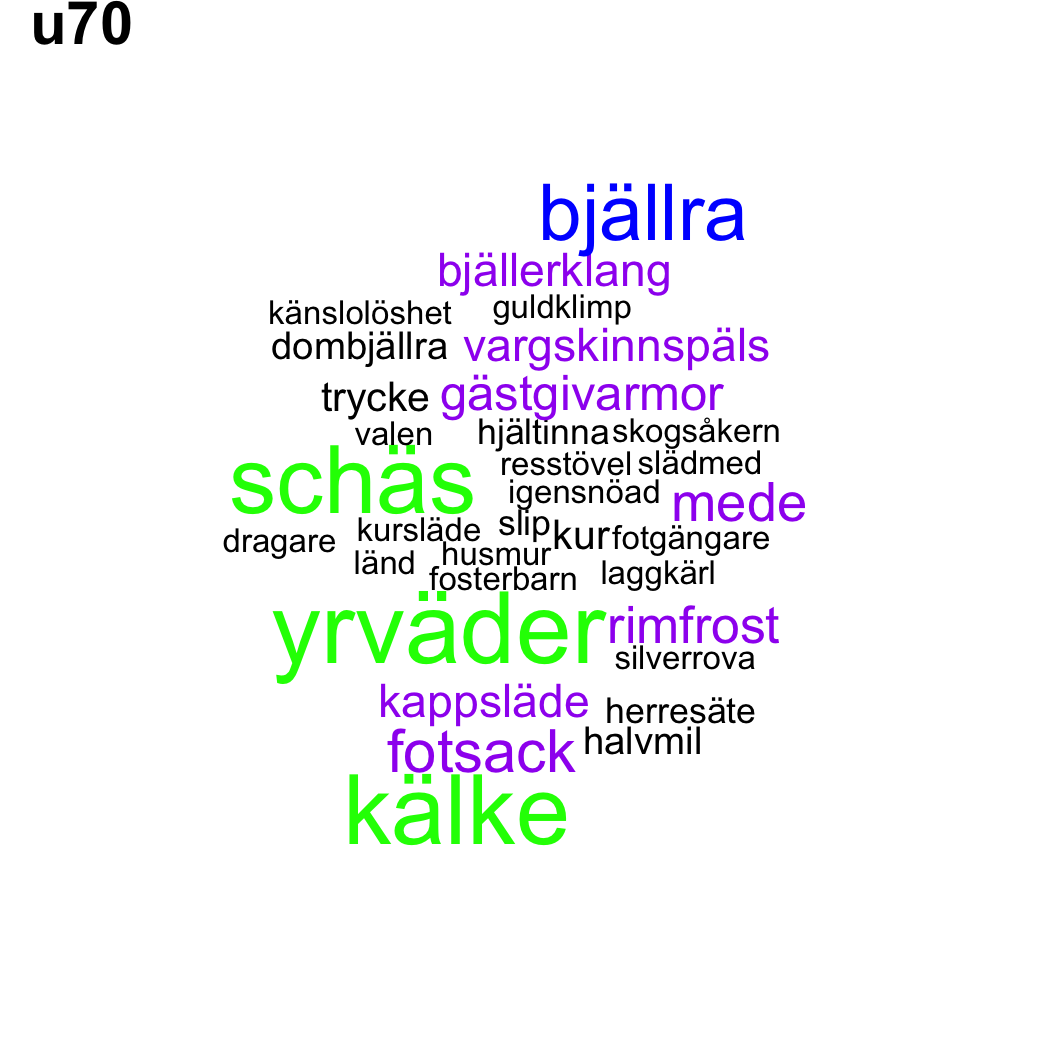 u70
bjällra
bjällerklang
känslolöshet guldklimp
dombjällra vargskinnspäls
trycke gästgivarmor
valen hjältinna skogsåkern
schäs resstövel slädmed
igensnöad mede
dragare kursläde slip kur fotgängare
länd husmur
fosterbarn laggkärl
yrväder rimfrost
silverrova
kappsläde herresäte
fotsack halvmil
kälke